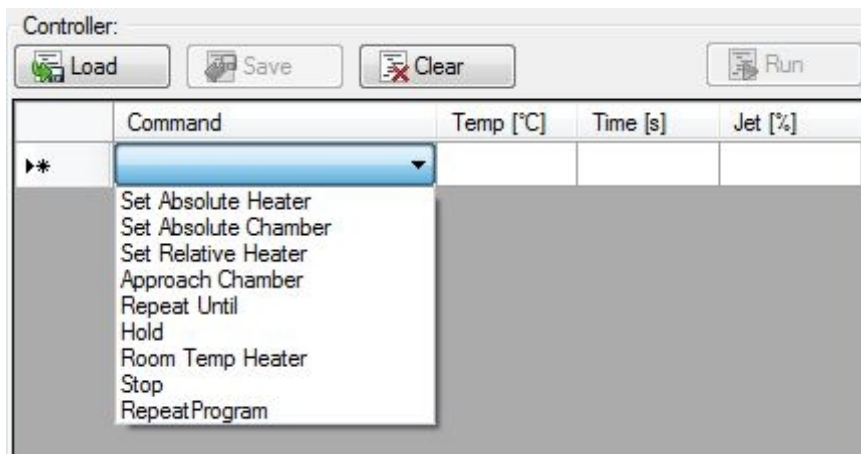 Controller:
Load Save Clear Run
Command Temp [°C] Time [s] Jet [%]
Set Absolute Heater
Set Absolute Chamber
Set Relative Heater
Approach Chamber
Repeat Until
Hold
Room Temp Heater
Stop
RepeatProgram